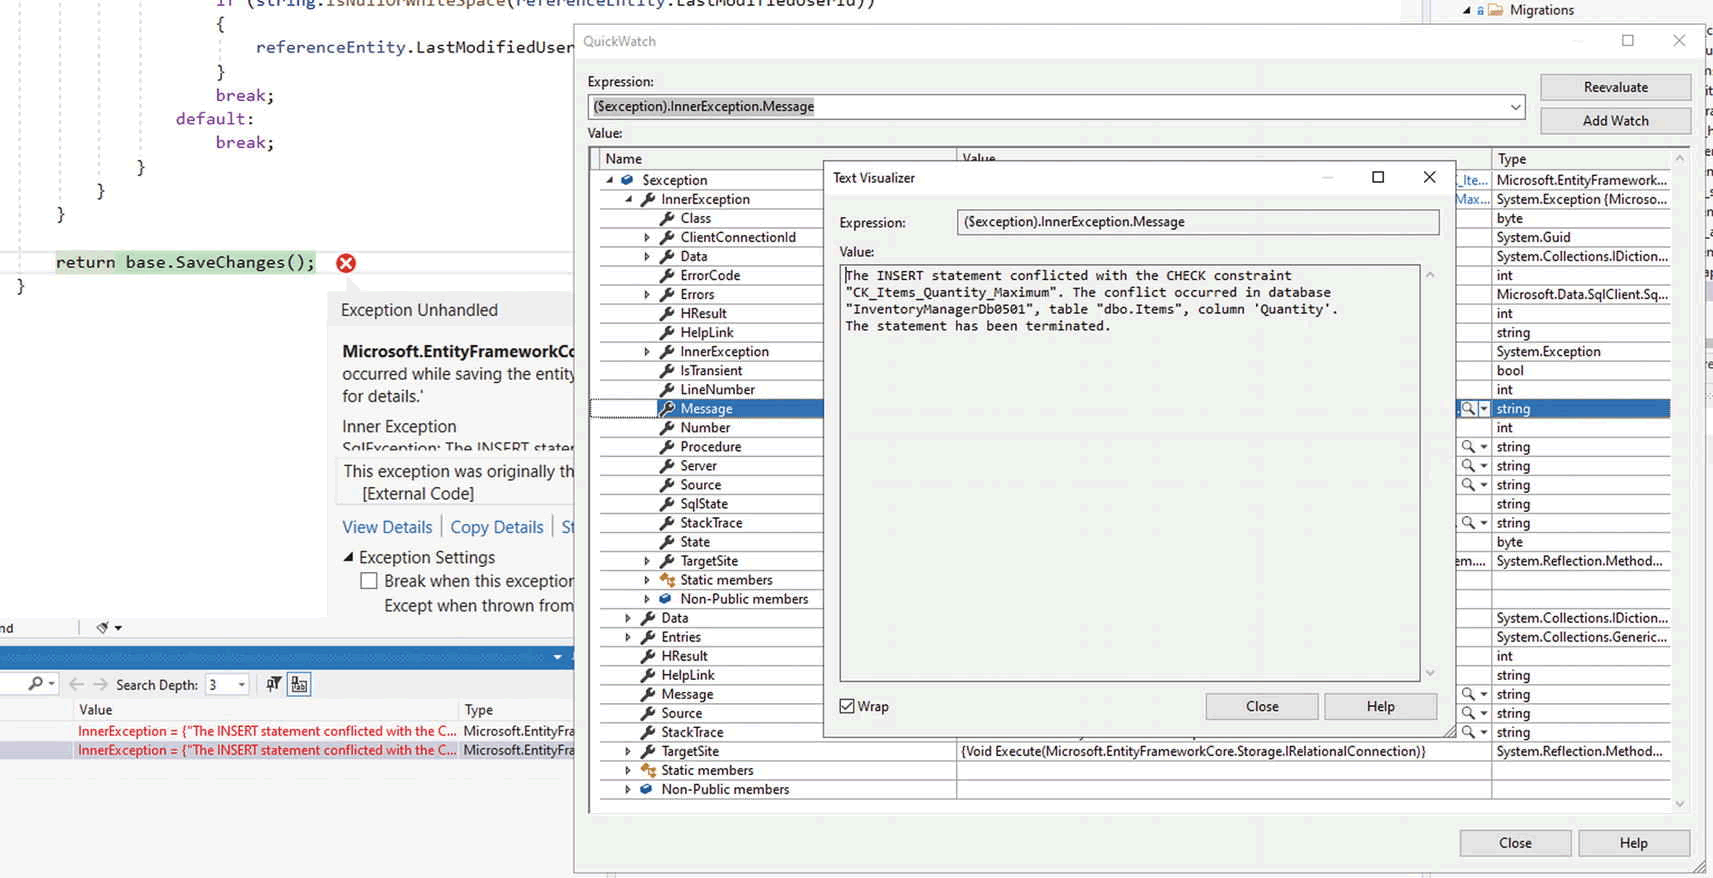 if (string.IsNullOrWhiteSpace(referenceEntity.LastModifiedUserId))
{
referenceEntity.LastModifiedUser
}
break;
default:
break;
}
}
}
return base.SaveChanges();
}
Exception Unhandled
Microsoft.EntityFrameworkCo
occurred while saving the entity
for details.'
Inner Exception
SqlException: The INSERT staten
This exception was originally th
[External Code]
View Details
Copy Details
St
Exception Settings
Break when this exception
Except when thrown from
nd
Search Depth:
3
Value
Type
InnerException = {"The INSERT statement conflicted with the C...
Microsoft.EntityFra
InnerException = {"The INSERT statement conflicted with the C...
Microsoft.EntityFra
Migrations
QuickWatch
Expression:
($exception).InnerException.Message
Reevaluate
Add Watch
Value:
Name
Value
Type
$exception
_Ite...
Microsoft.EntityFramework...
InnerException
Max...
System.Exception {Microso...
Class
byte
ClientConnectionId
System.Guid
Data
System.Collections.IDiction...
ErrorCode
int
Errors
Microsoft.Data.SqlClient.Sq...
HResult
int
HelpLink
string
InnerException
System.Exception
IsTransient
bool
LineNumber
int
Message
string
Number
int
Procedure
string
Server
string
Source
string
SqlState
string
StackTrace
string
State
byte
TargetSite
em....
System.Reflection.Method...
Static members
Non-Public members
Data
System.Collections.IDiction...
Entries
System.Collections.Generic...
HResult
int
HelpLink
string
Message
string
Source
string
StackTrace
string
TargetSite
{Void Execute(Microsoft.EntityFrameworkCore.Storage.IRelationalConnection)}
System.Reflection.Method...
Static members
Non-Public members
Close
Help
Text Visualizer
Expression:
($exception).InnerException.Message
Value:
The INSERT statement conflicted with the CHECK constraint
"CK_Items_Quantity_Maximum". The conflict occurred in database
"InventoryManagerDb0501", table "dbo.Items", column 'Quantity'.
The statement has been terminated.
Wrap
Close
Help